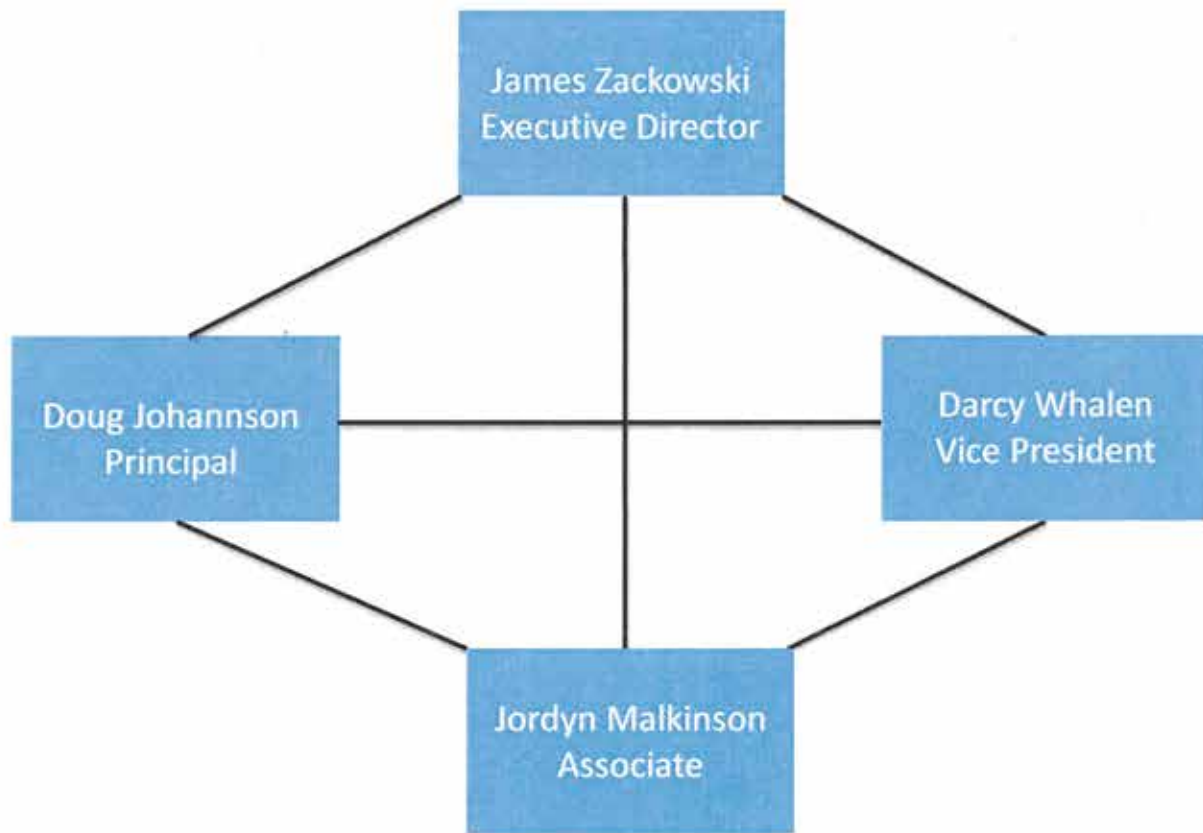 James Zackowski
Executive Director
Doug Johannson
Principal
Darcy Whalen
Vice President
Jordyn Malkinson
Associate